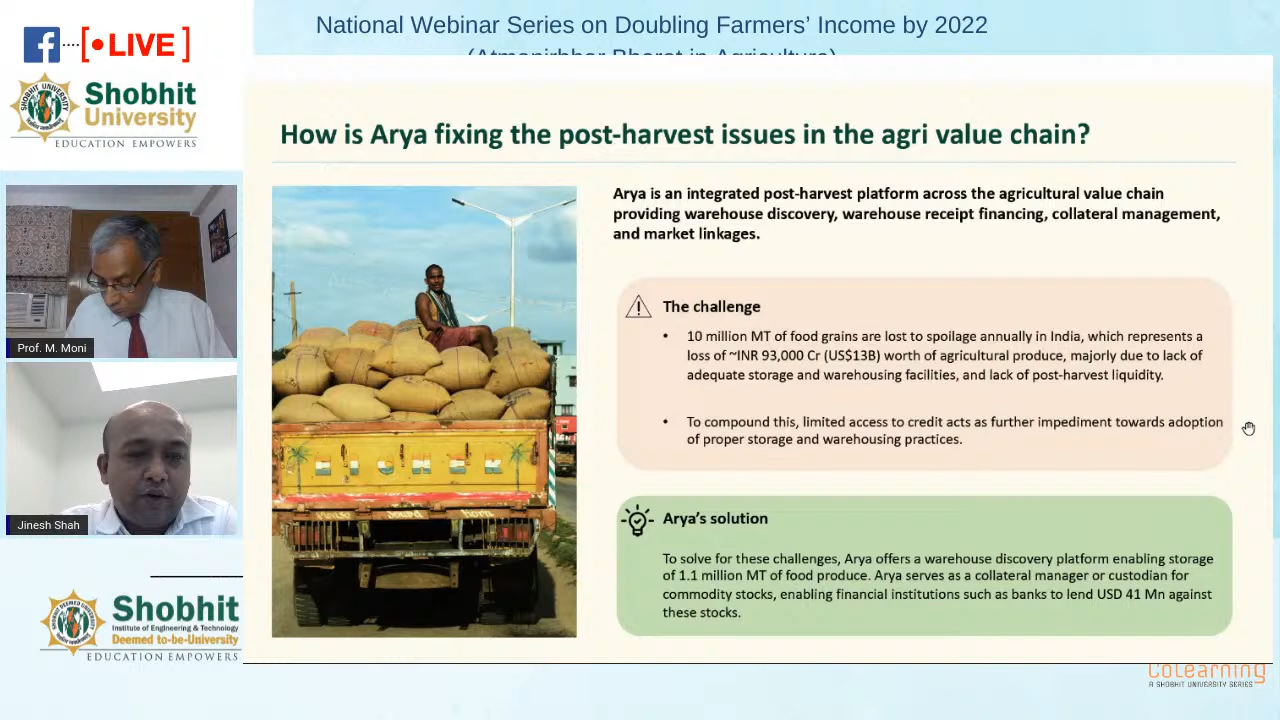 National Webinar Series on Doubling Farmers' Income by 2022
(Atmanirbhar Bharat in Agriculture)
[•LIVE]
SHOBHIT UNIVERSITY
Shobhit
University
EDUCATION EMPOWERS
Prof. M. Moni
Jinesh Shah
SHOBHIT DEEMED UNIVERSITY
Shobhit
Institute of Engineering & Technology
Deemed to-be-University
EDUCATION EMPOWERS
How is Arya fixing the post-harvest issues in the agri value chain?
Arya is an integrated post-harvest platform across the agricultural value chain
providing warehouse discovery, warehouse receipt financing, collateral management,
and market linkages.
The challenge
• 10 million MT of food grains are lost to spoilage annually in India, which represents a
loss of ~INR 93,000 Cr (US$13B) worth of agricultural produce, majorly due to lack of
adequate storage and warehousing facilities, and lack of post-harvest liquidity.
• To compound this, limited access to credit acts as further impediment towards adoption
of proper storage and warehousing practices.
Arya's solution
To solve for these challenges, Arya offers a warehouse discovery platform enabling storage
of 1.1 million MT of food produce. Arya serves as a collateral manager or custodian for
commodity stocks, enabling financial institutions such as banks to lend USD 41 Mn against
these stocks.
CoLearning
A SHOBHIT UNIVERSITY SERIES